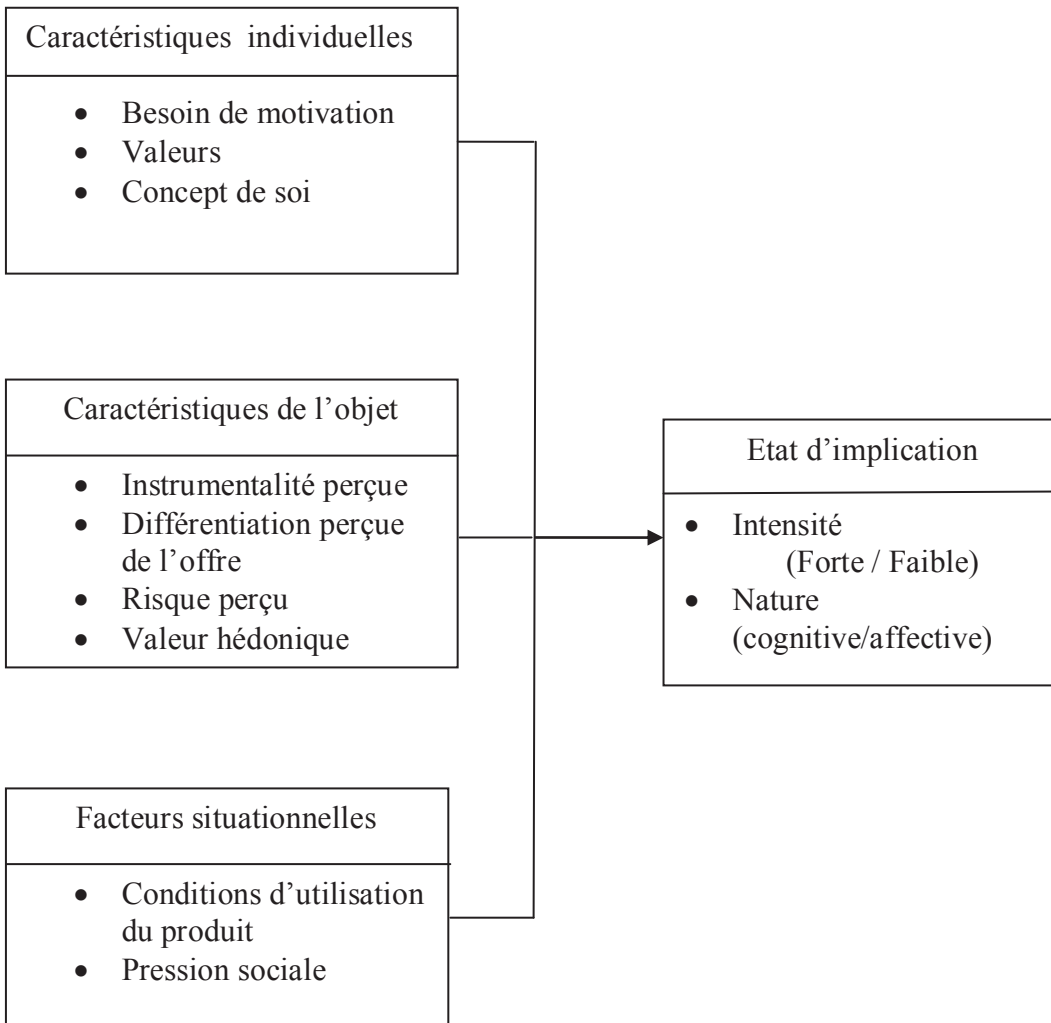 Caractéristiques individuelles
• Besoin de motivation
• Valeurs
• Concept de soi
Caractéristiques de l’objet
• Instrumentalité perçue
• Différentiation perçue
de l’offre
• Risque perçu
• Valeur hédonique
Etat d’implication
• Intensité
(Forte / Faible)
• Nature
(cognitive/affective)
Facteurs situationnelles
• Conditions d’utilisation
du produit
• Pression sociale